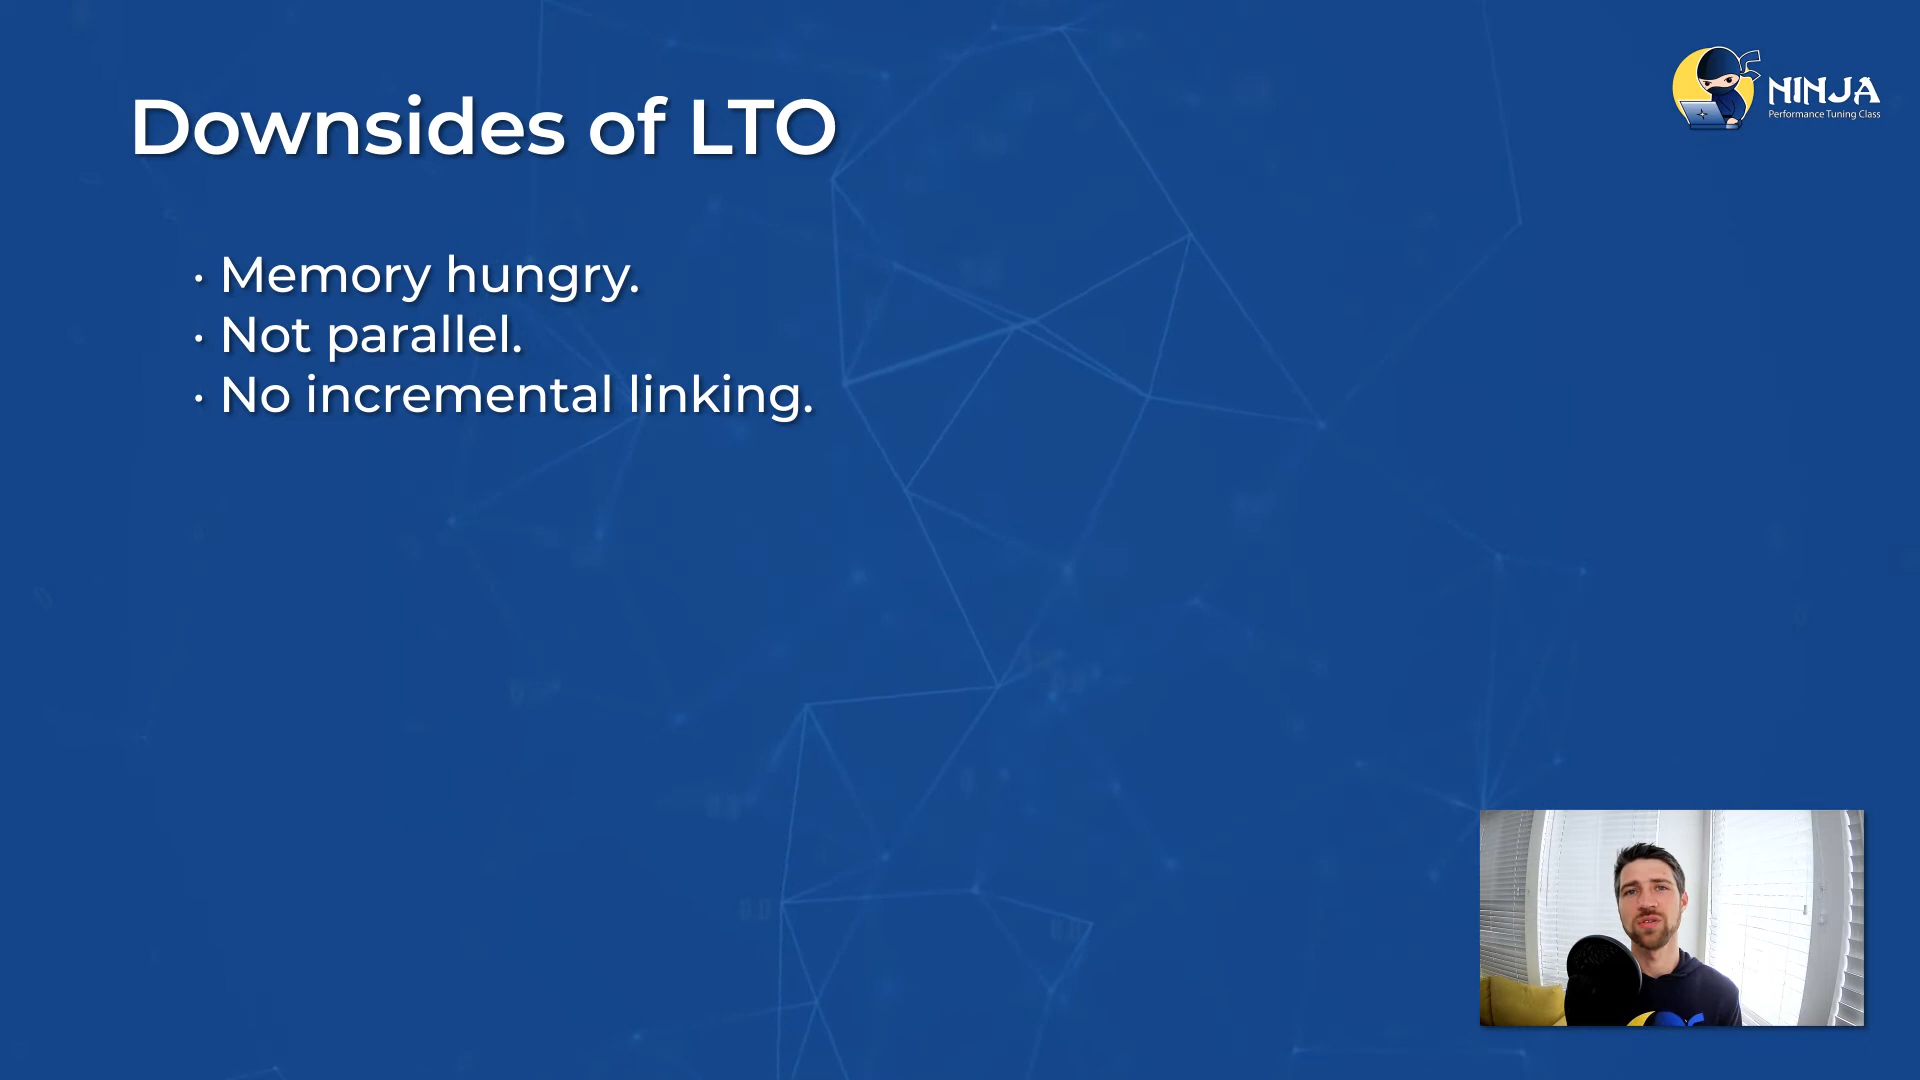 Downsides of LTO
NINJA
Performance Tuning Class
· Memory hungry.
· Not parallel.
· No incremental linking.